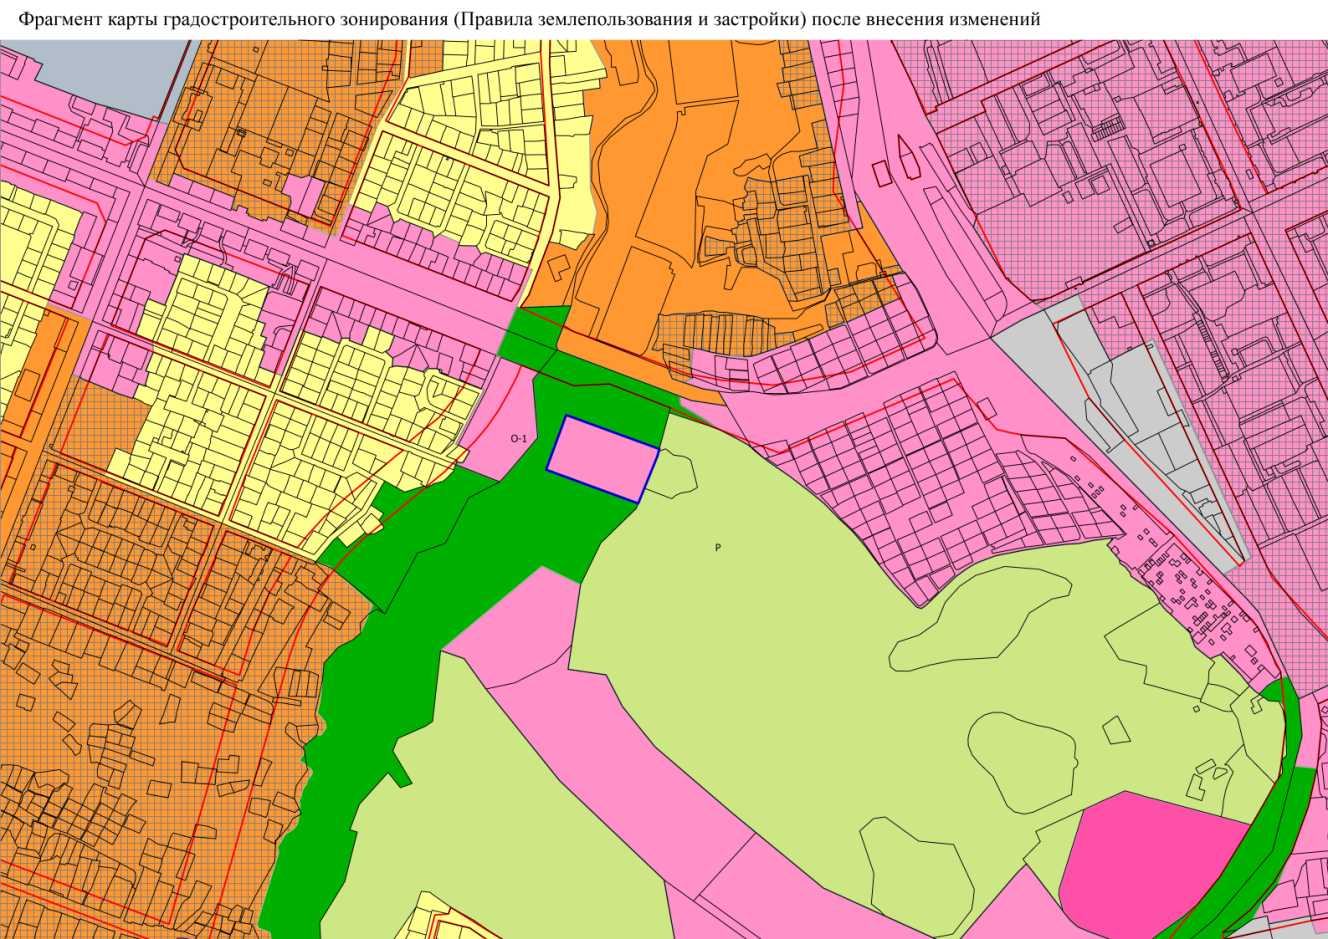 Фрагмент карты градостроительного зонирования (Правила землепользования и застройки) после внесения изменений
О-1
Р